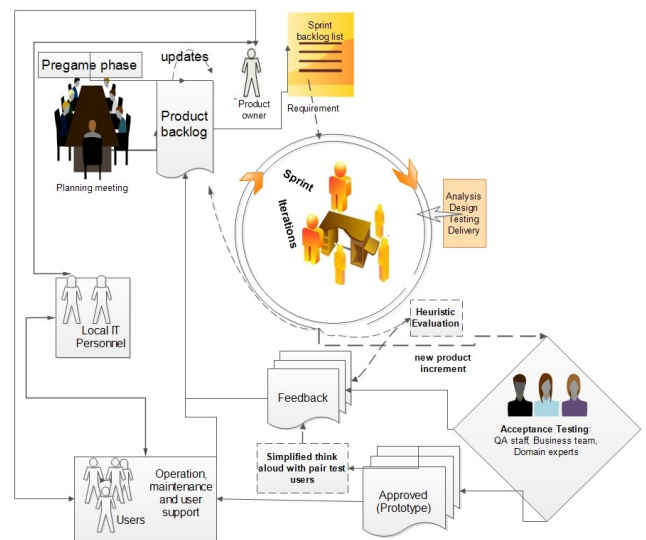 Pregame phase
updates
Product
owner
Sprint
backlog list
Product
backlog
Requirement
Planning meeting
Sprint
Iterations
Analysis
Design
Testing
Delivery
Local IT
Personnel
Heuristic
Evaluation
new product
increment
Feedback
Acceptance Testing:
QA staff, Business team,
Domain experts
Simplified think
aloud with pair test
users
Approved
(Prototype)
Operation,
maintenance
and user
support
Users